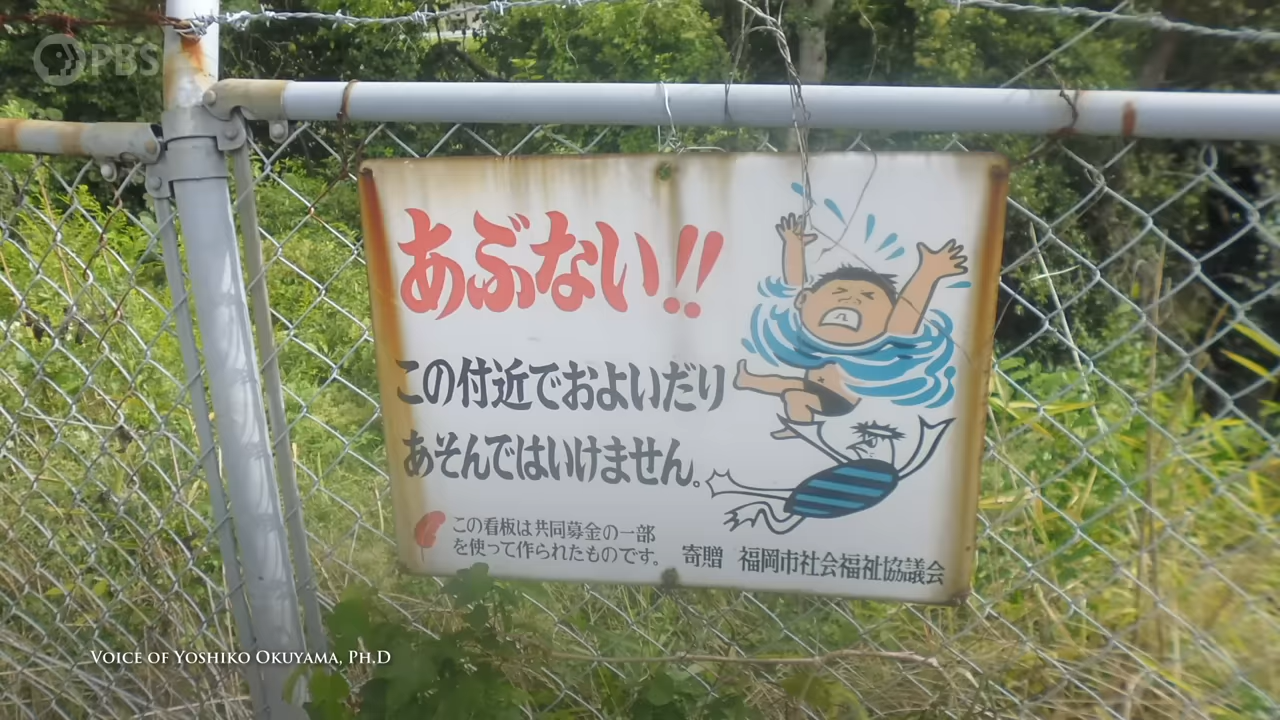 PBS
あぶない!!
この付近でおよいだり
あそんではいけません。
この看板は共同募金の一部
を使って作られたものです。
寄贈 福岡市社会福祉協議会
VOICE OF YOSHIKO OKUYAMA, PH.D